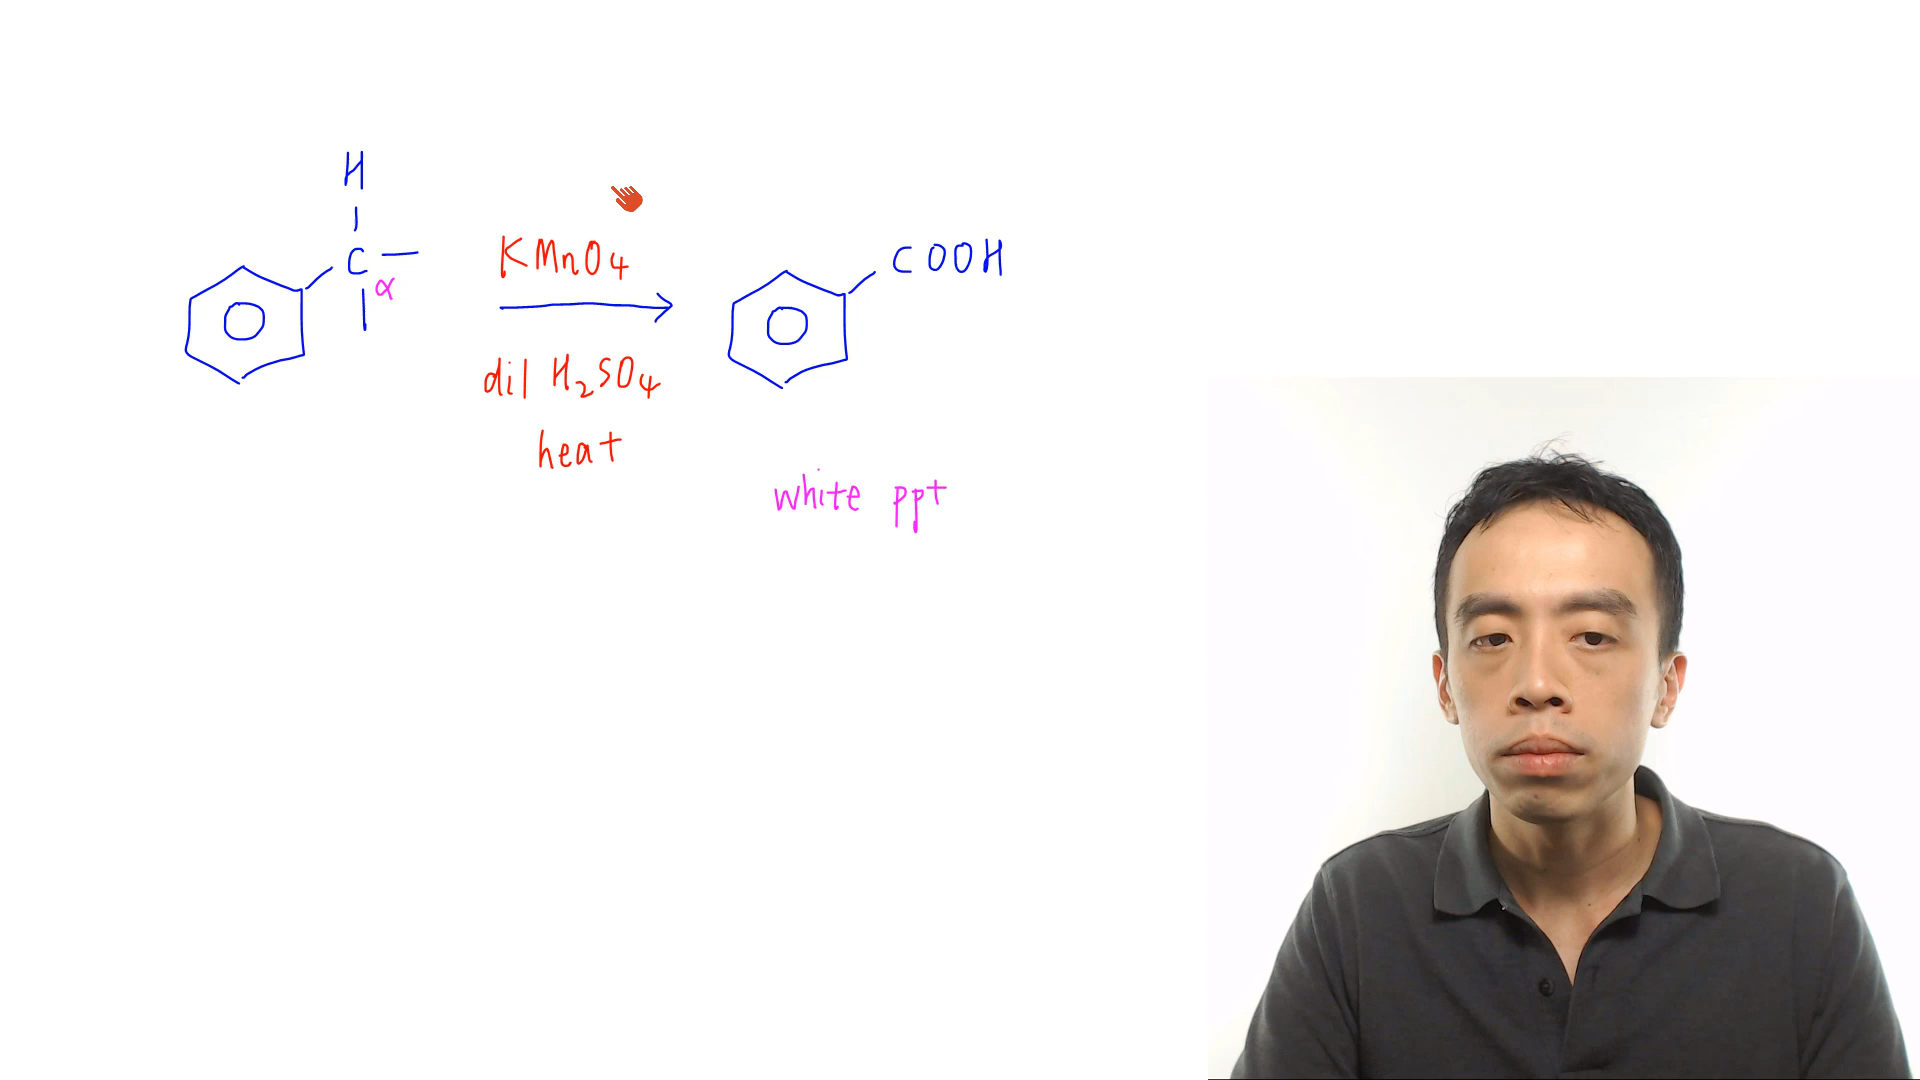 H
C
α
KMnO4
dil H2SO4
heat
COOH
white ppt